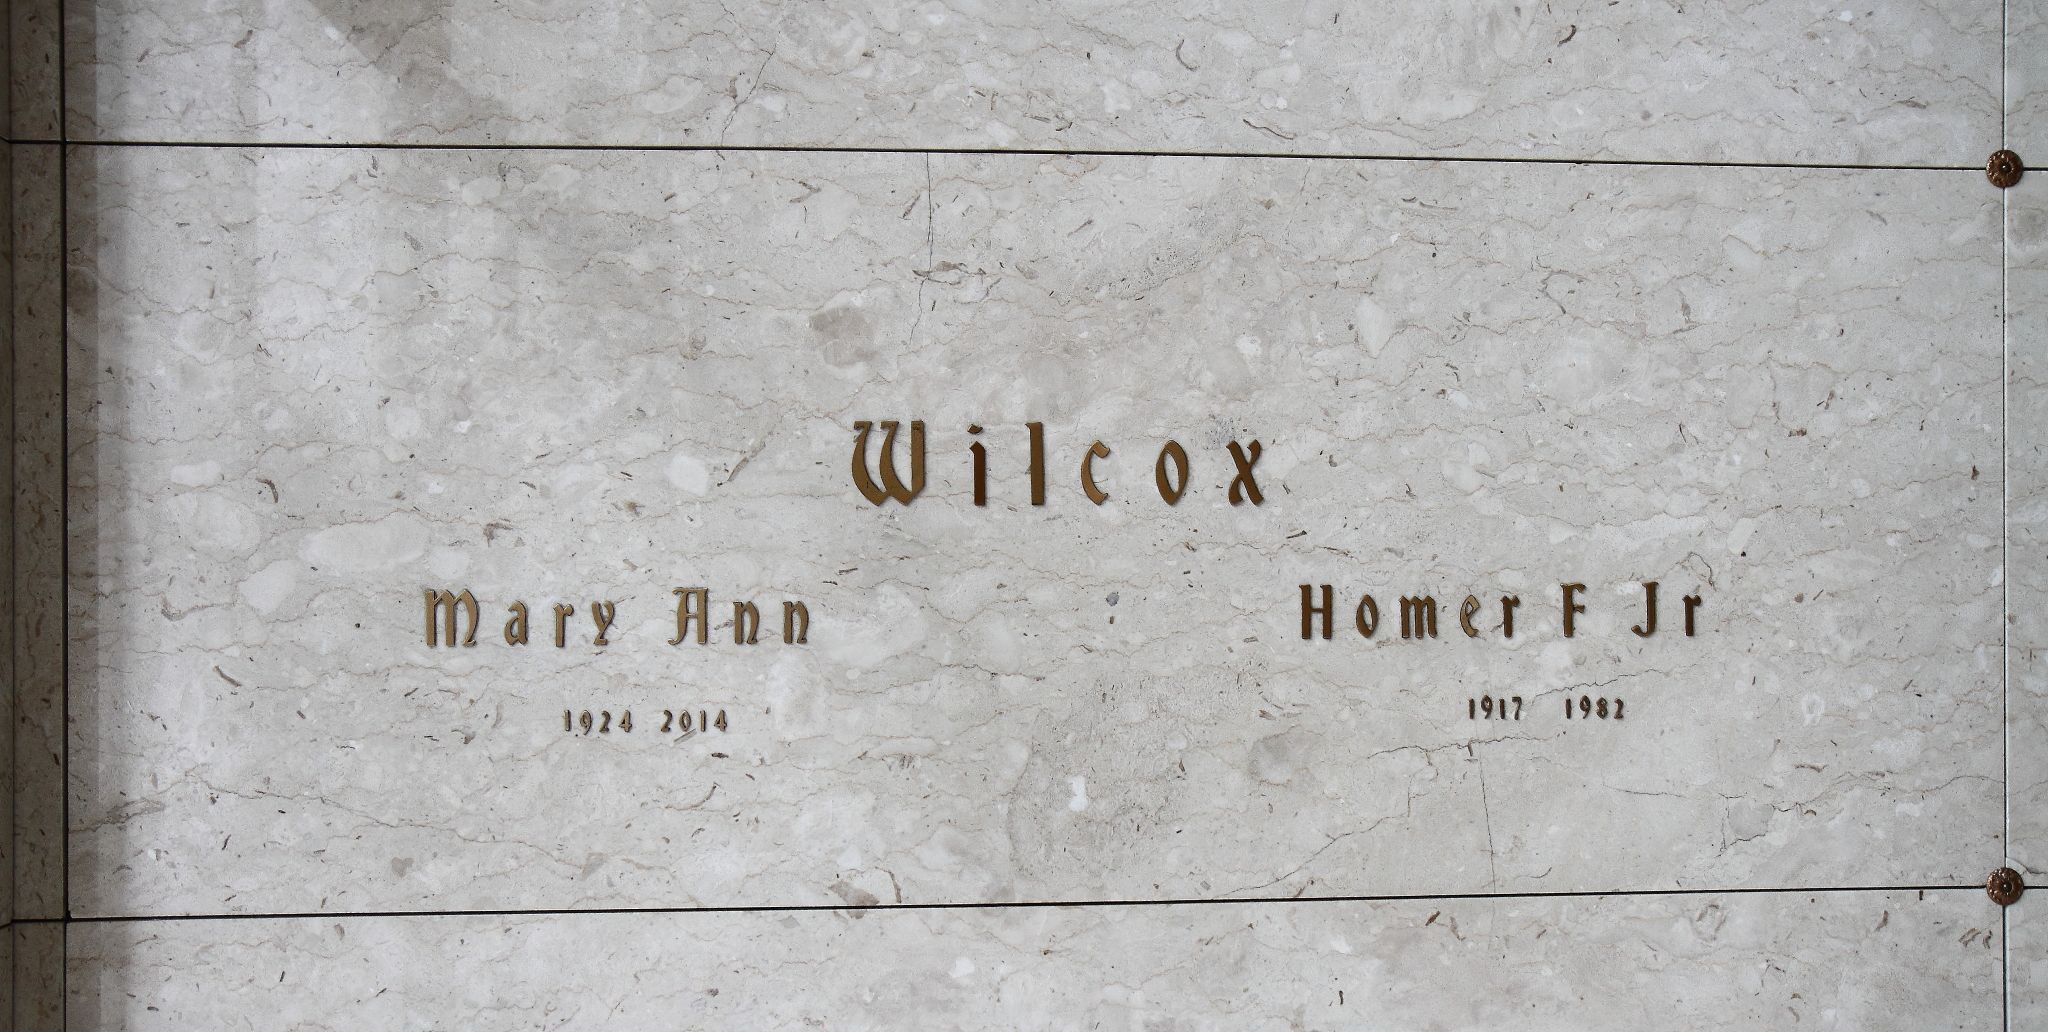 Wilcox
Mary Ann
Homer F Jr
1924 2014
1917 1982